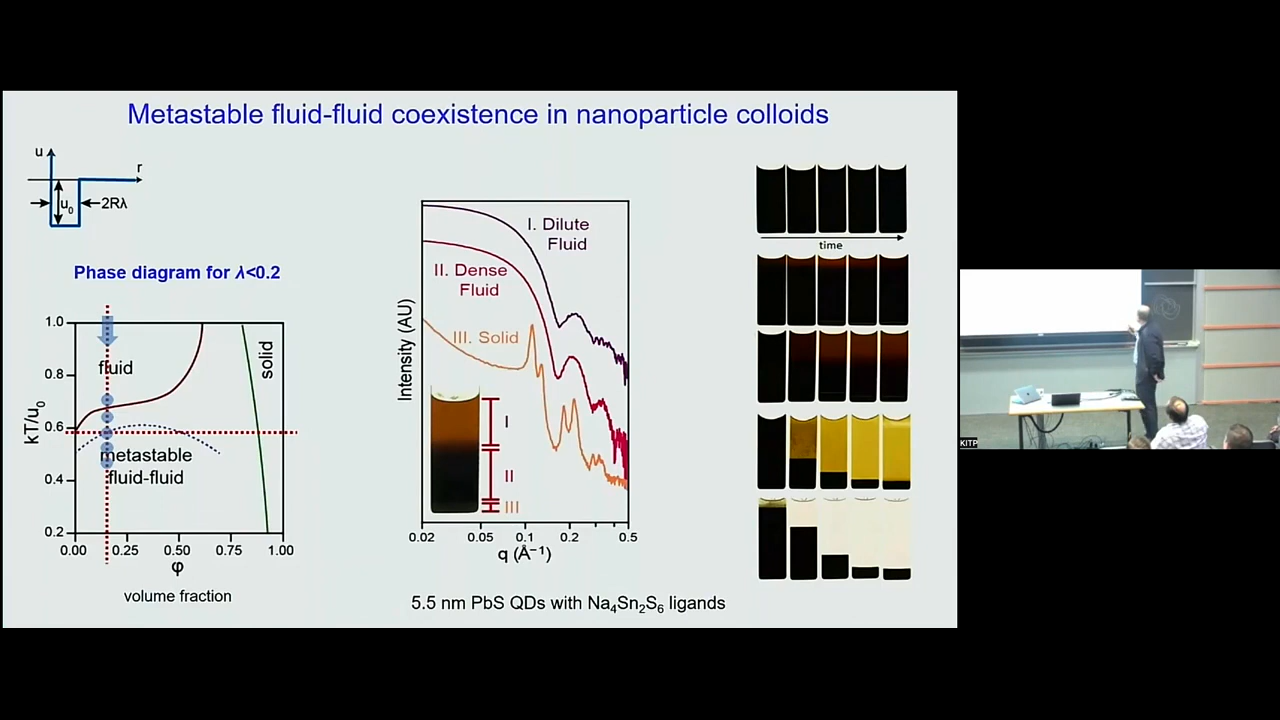 Metastable fluid-fluid coexistence in nanoparticle colloids
u
r
u₀
2Rλ
Phase diagram for λ<0.2
1.0
0.8
0.6
0.4
0.2
kT/u₀
fluid
solid
metastable
fluid-fluid
0.00
0.25
0.50
0.75
1.00
φ
volume fraction
Intensity (AU)
I. Dilute
Fluid
II. Dense
Fluid
III. Solid
I
II
III
0.02
0.05
0.1
0.2
0.5
q (Å⁻¹)
5.5 nm PbS QDs with Na₄Sn₂S₆ ligands
time
KITP